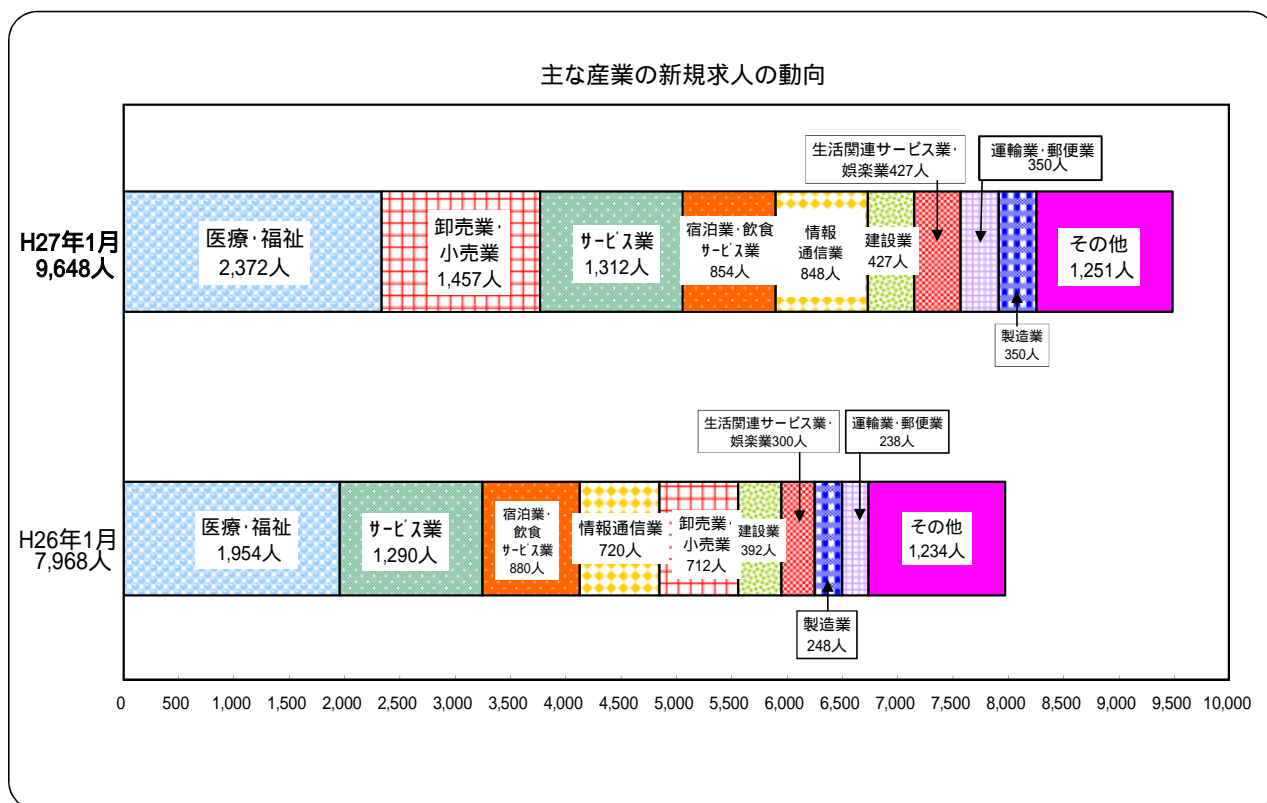 主な産業の新規求人の動向
生活関連サービス業・
娯楽業427人
運輸業・郵便業
350人
H27年1月
9,648人
医療・福祉
2,372人
卸売業・
小売業
1,457人
サービス業
1,312人
宿泊業・飲食
サービス業
854人
情報
通信業
848人
建設業
427人
その他
1,251人
製造業
350人
生活関連サービス業・
娯楽業300人
運輸業・郵便業
238人
H26年1月
7,968人
医療・福祉
1,954人
サービス業
1,290人
宿泊業・
飲食
サービス業
880人
情報通信業
720人
卸売業・
小売業
712人
建設業
392人
その他
1,234人
製造業
248人
0 500 1,000 1,500 2,000 2,500 3,000 3,500 4,000 4,500 5,000 5,500 6,000 6,500 7,000 7,500 8,000 8,500 9,000 9,500 10,000